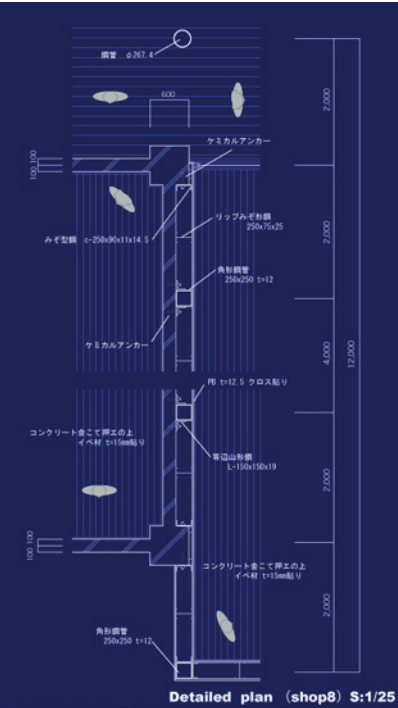 鋼管 φ267.4
600
2,000
ケミカルアンカー
100 100
リップみぞ形鋼
250x75x25
みぞ型鋼 c-250x90x11x14.5
2,000
角形鋼管
250x250 t=12
ケミカルアンカー
4,000
12,000
PB t=12.5 クロス貼り
コンクリート金こて押エの上
イペ材 t=15mm貼り
等辺山形鋼
L-150x150x19
2,000
100 100
コンクリート金こて押エの上
イペ材 t=15mm貼り
2,000
角形鋼管
250x250 t=12
Detailed plan (shop8) S:1/25